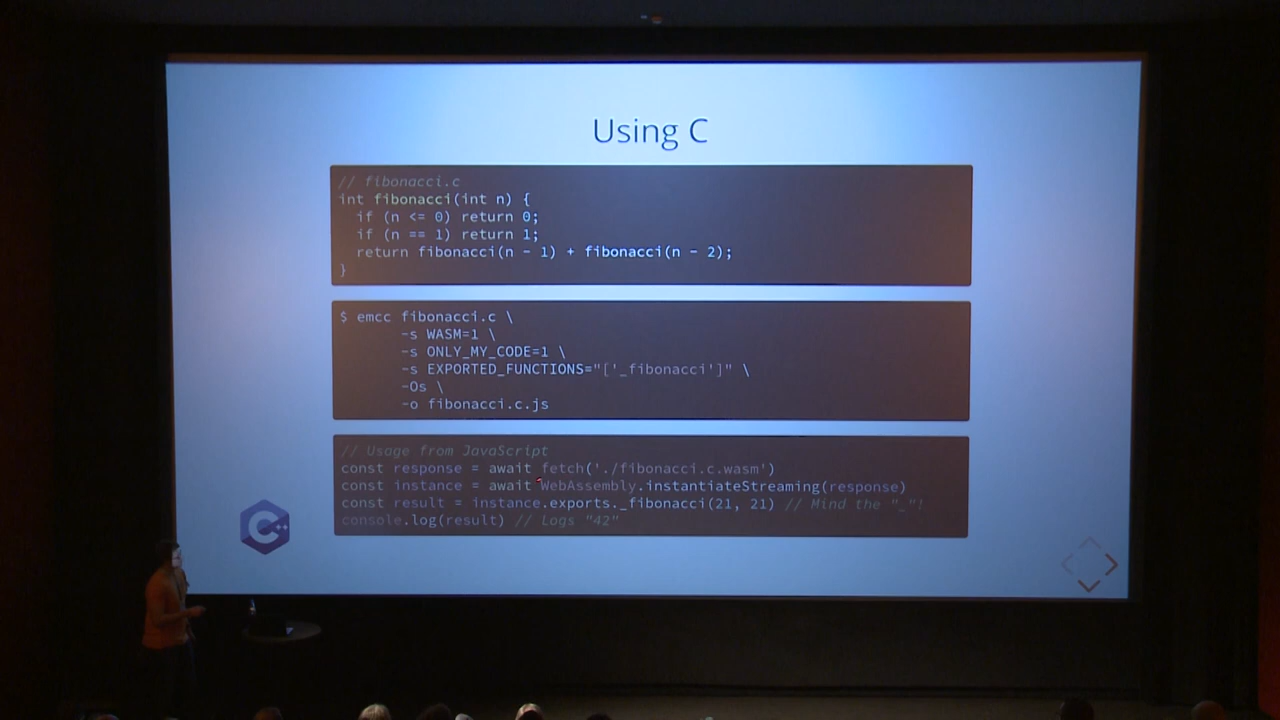 Using C
// fibonacci.c
int fibonacci(int n) {
if (n <= 0) return 0;
if (n == 1) return 1;
return fibonacci(n - 1) + fibonacci(n - 2);
}
$ emcc fibonacci.c \
-s WASM=1 \
-s ONLY_MY_CODE=1 \
-s EXPORTED_FUNCTIONS="['_fibonacci']" \
-Os \
-o fibonacci.c.js
// Usage from JavaScript
const response = await fetch('./fibonacci.c.wasm')
const instance = await WebAssembly.instantiateStreaming(response)
const result = instance.exports._fibonacci(21, 21) // Mind the "_"!
console.log(result) // Logs "42"
C++